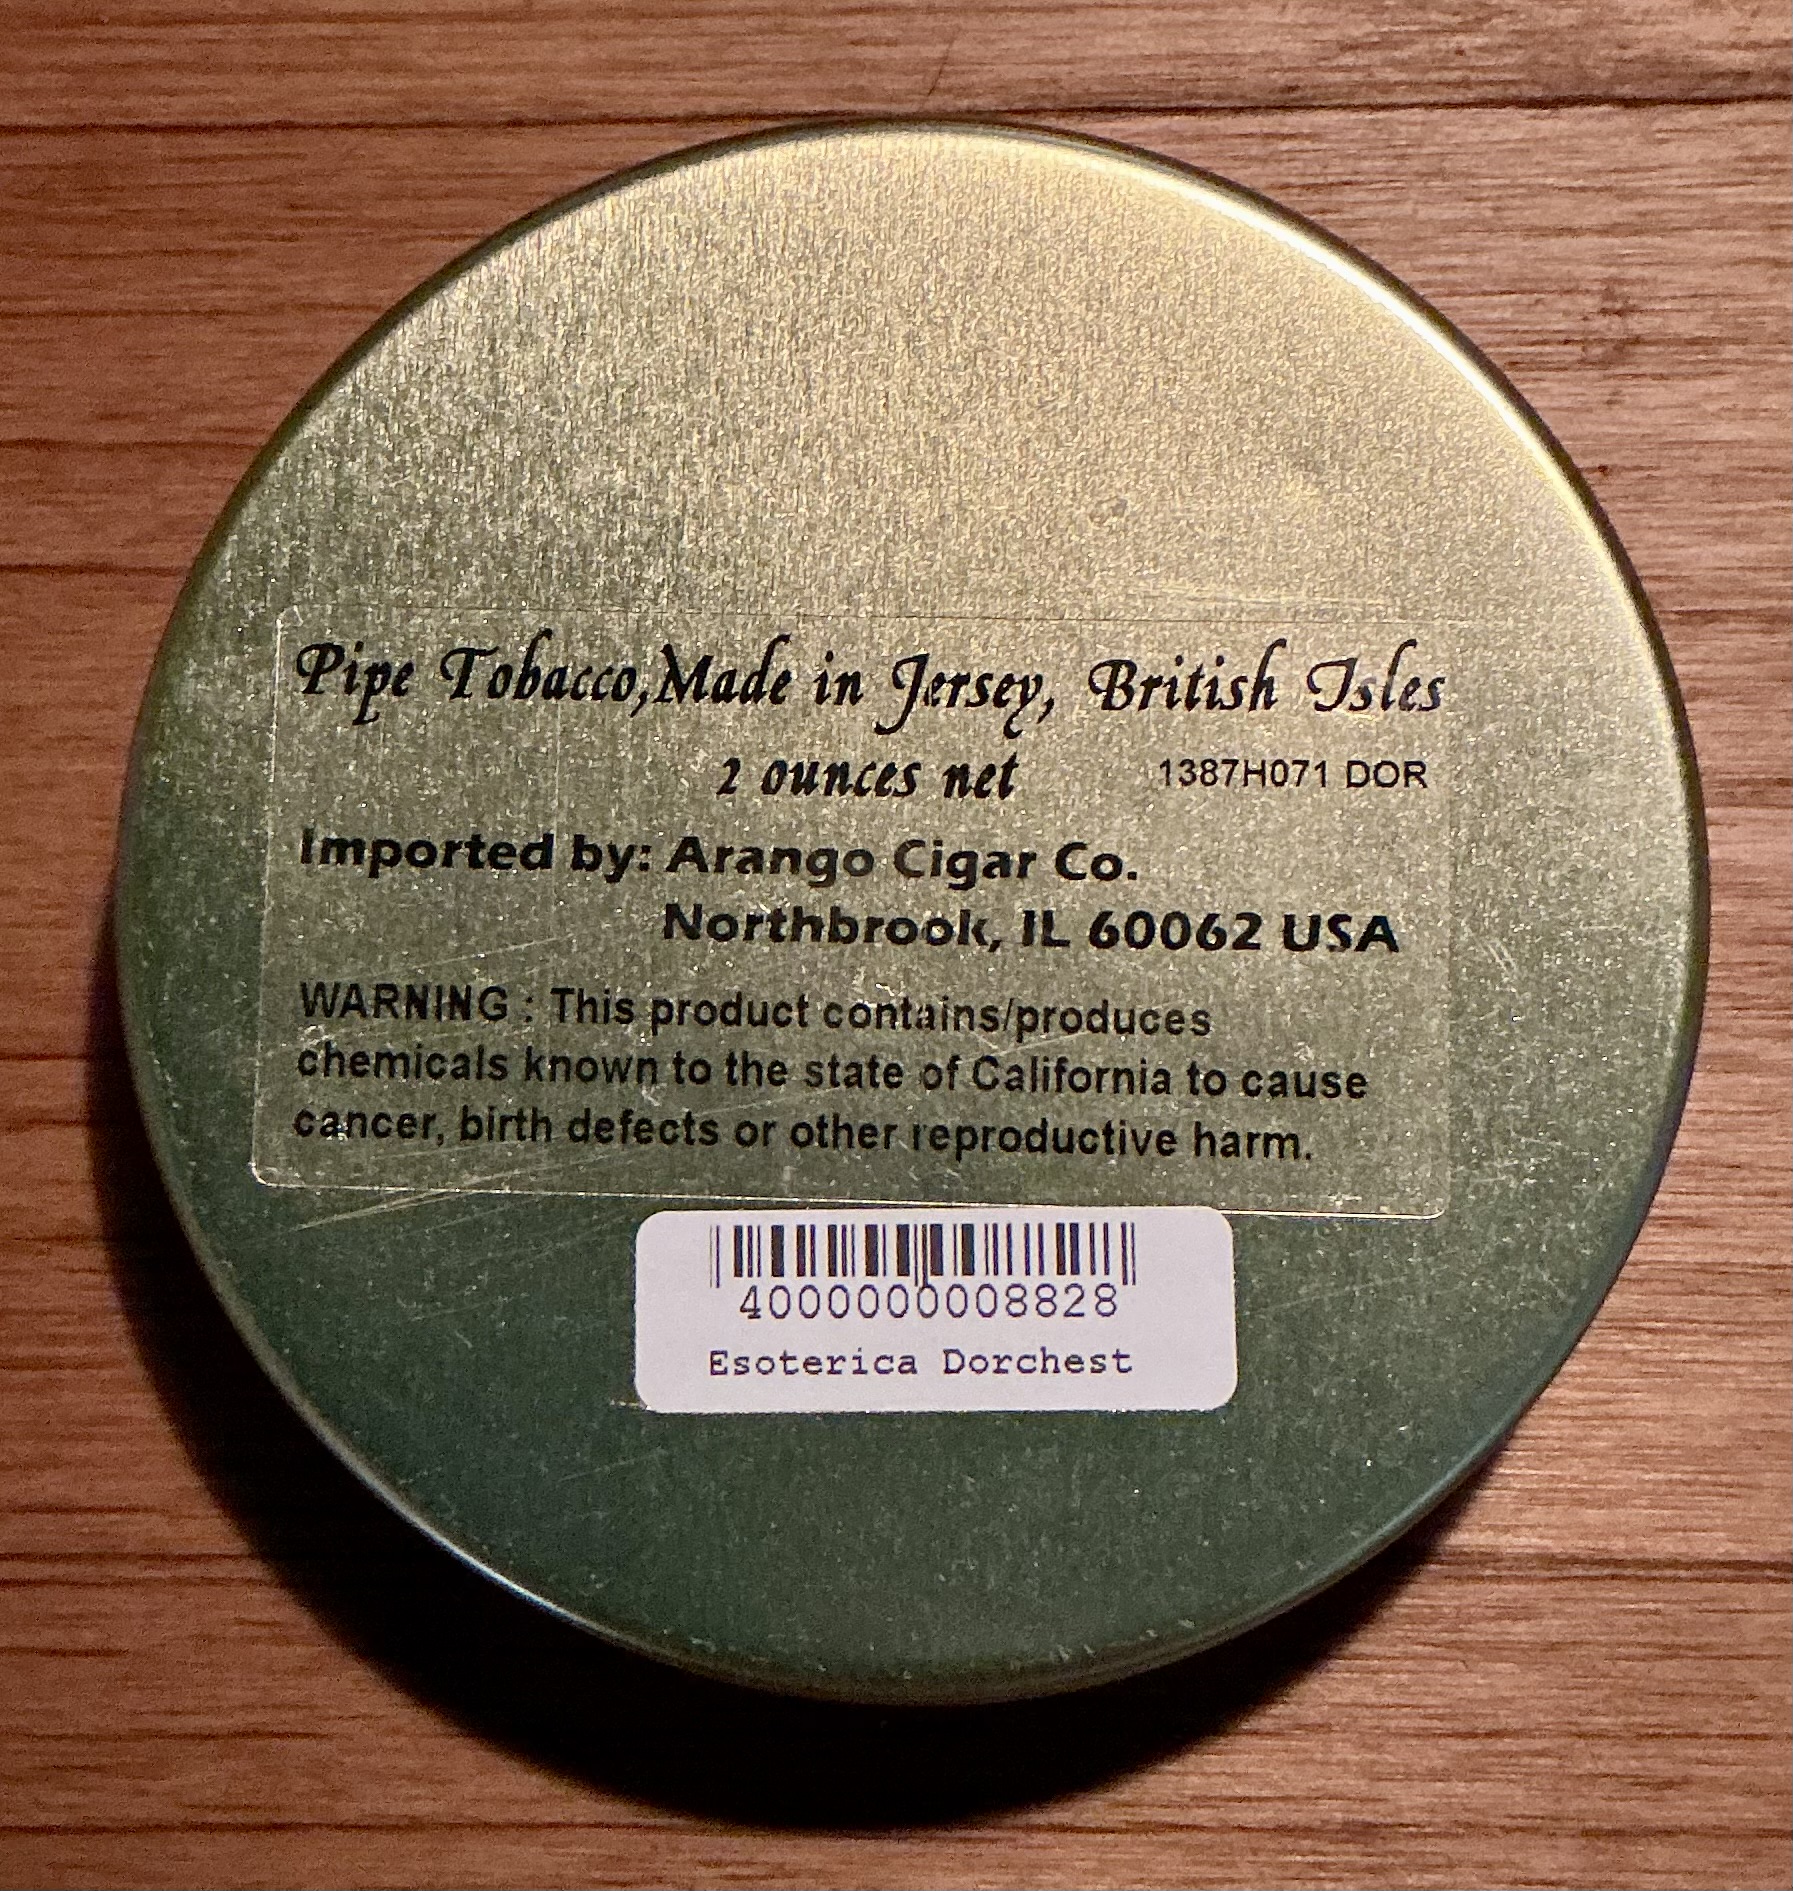 Pipe Tobacco,Made in Jersey, British Isles
2 ounces net 1387H071 DOR
Imported by: Arango Cigar Co.
Northbrook, IL 60062 USA
WARNING : This product contains/produces
chemicals known to the state of California to cause
cancer, birth defects or other reproductive harm.
4000000008828
Esoterica Dorchest